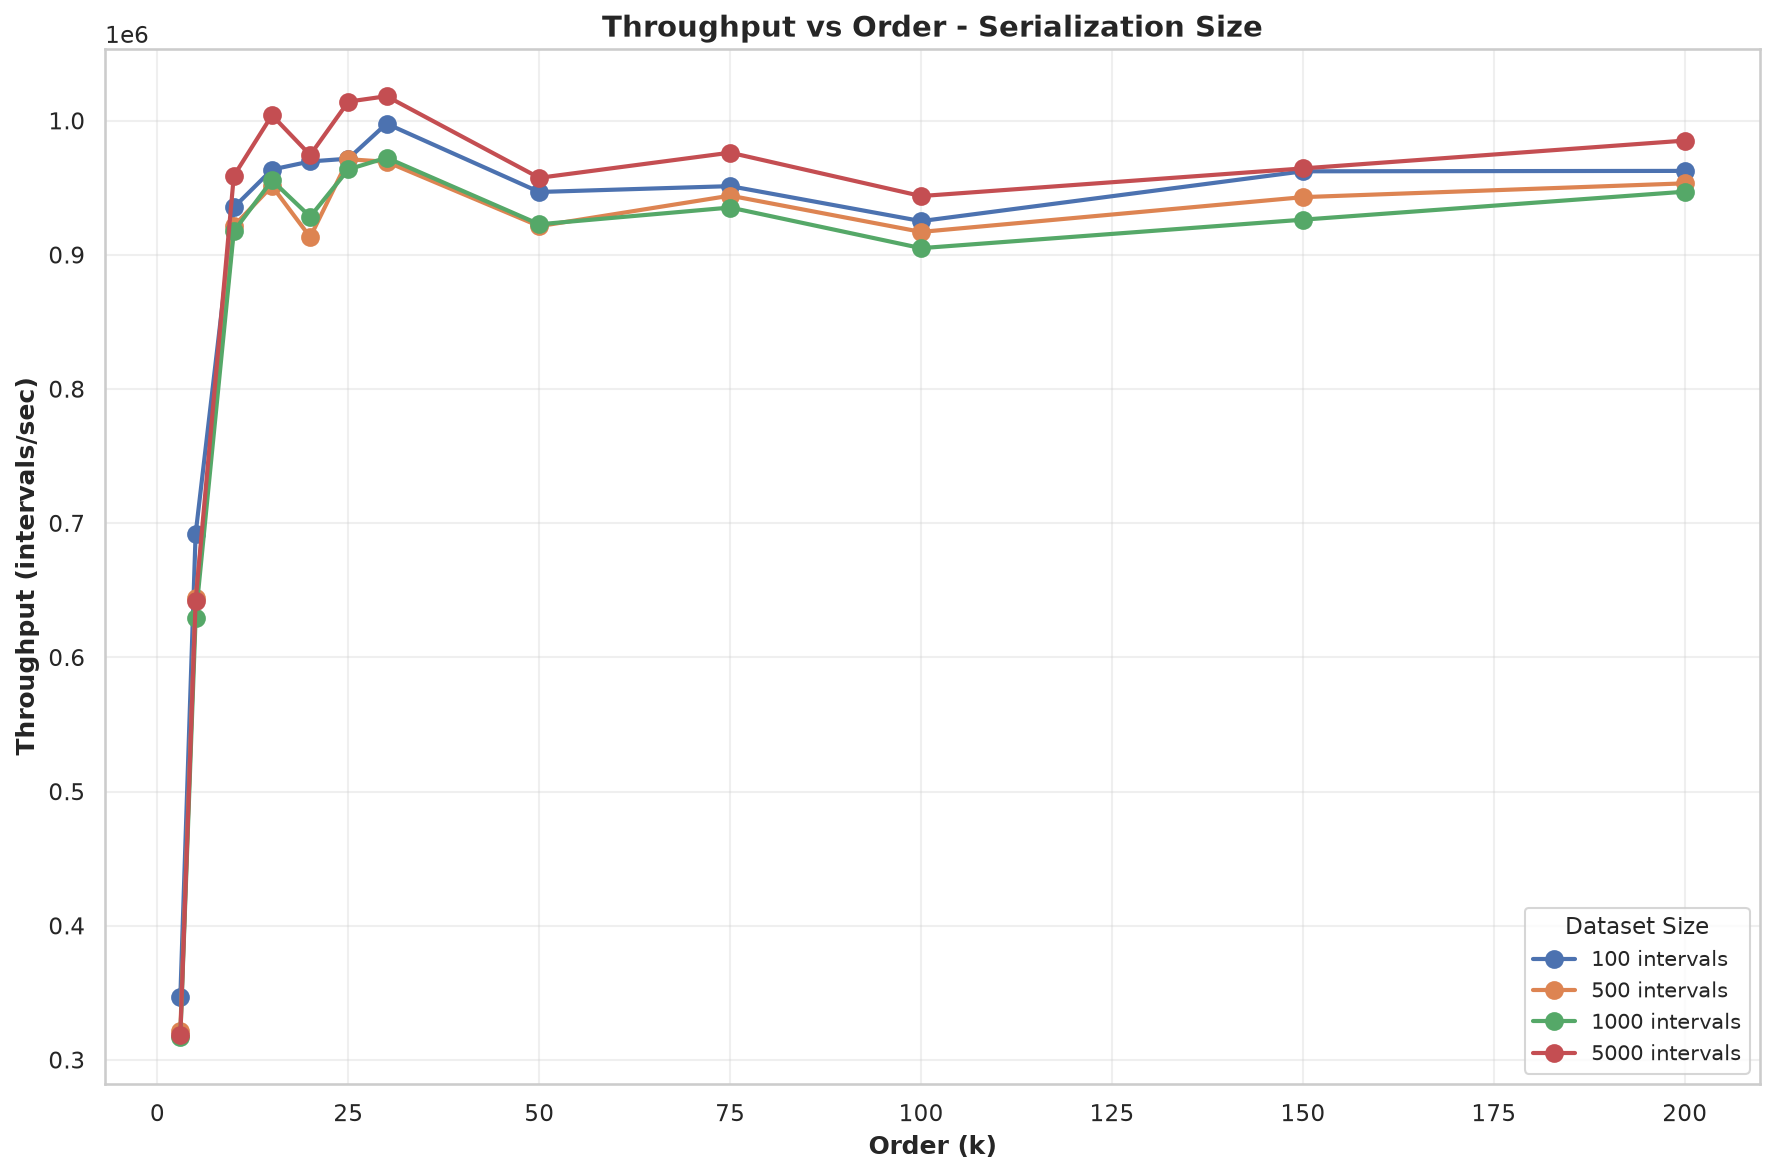 Throughput vs Order - Serialization Size
1e6
1.0
0.9
0.8
0.7
0.6
0.5
0.4
0.3
Throughput (intervals/sec)
Dataset Size
100 intervals
500 intervals
1000 intervals
5000 intervals
0 25 50 75 100 125 150 175 200
Order (k)